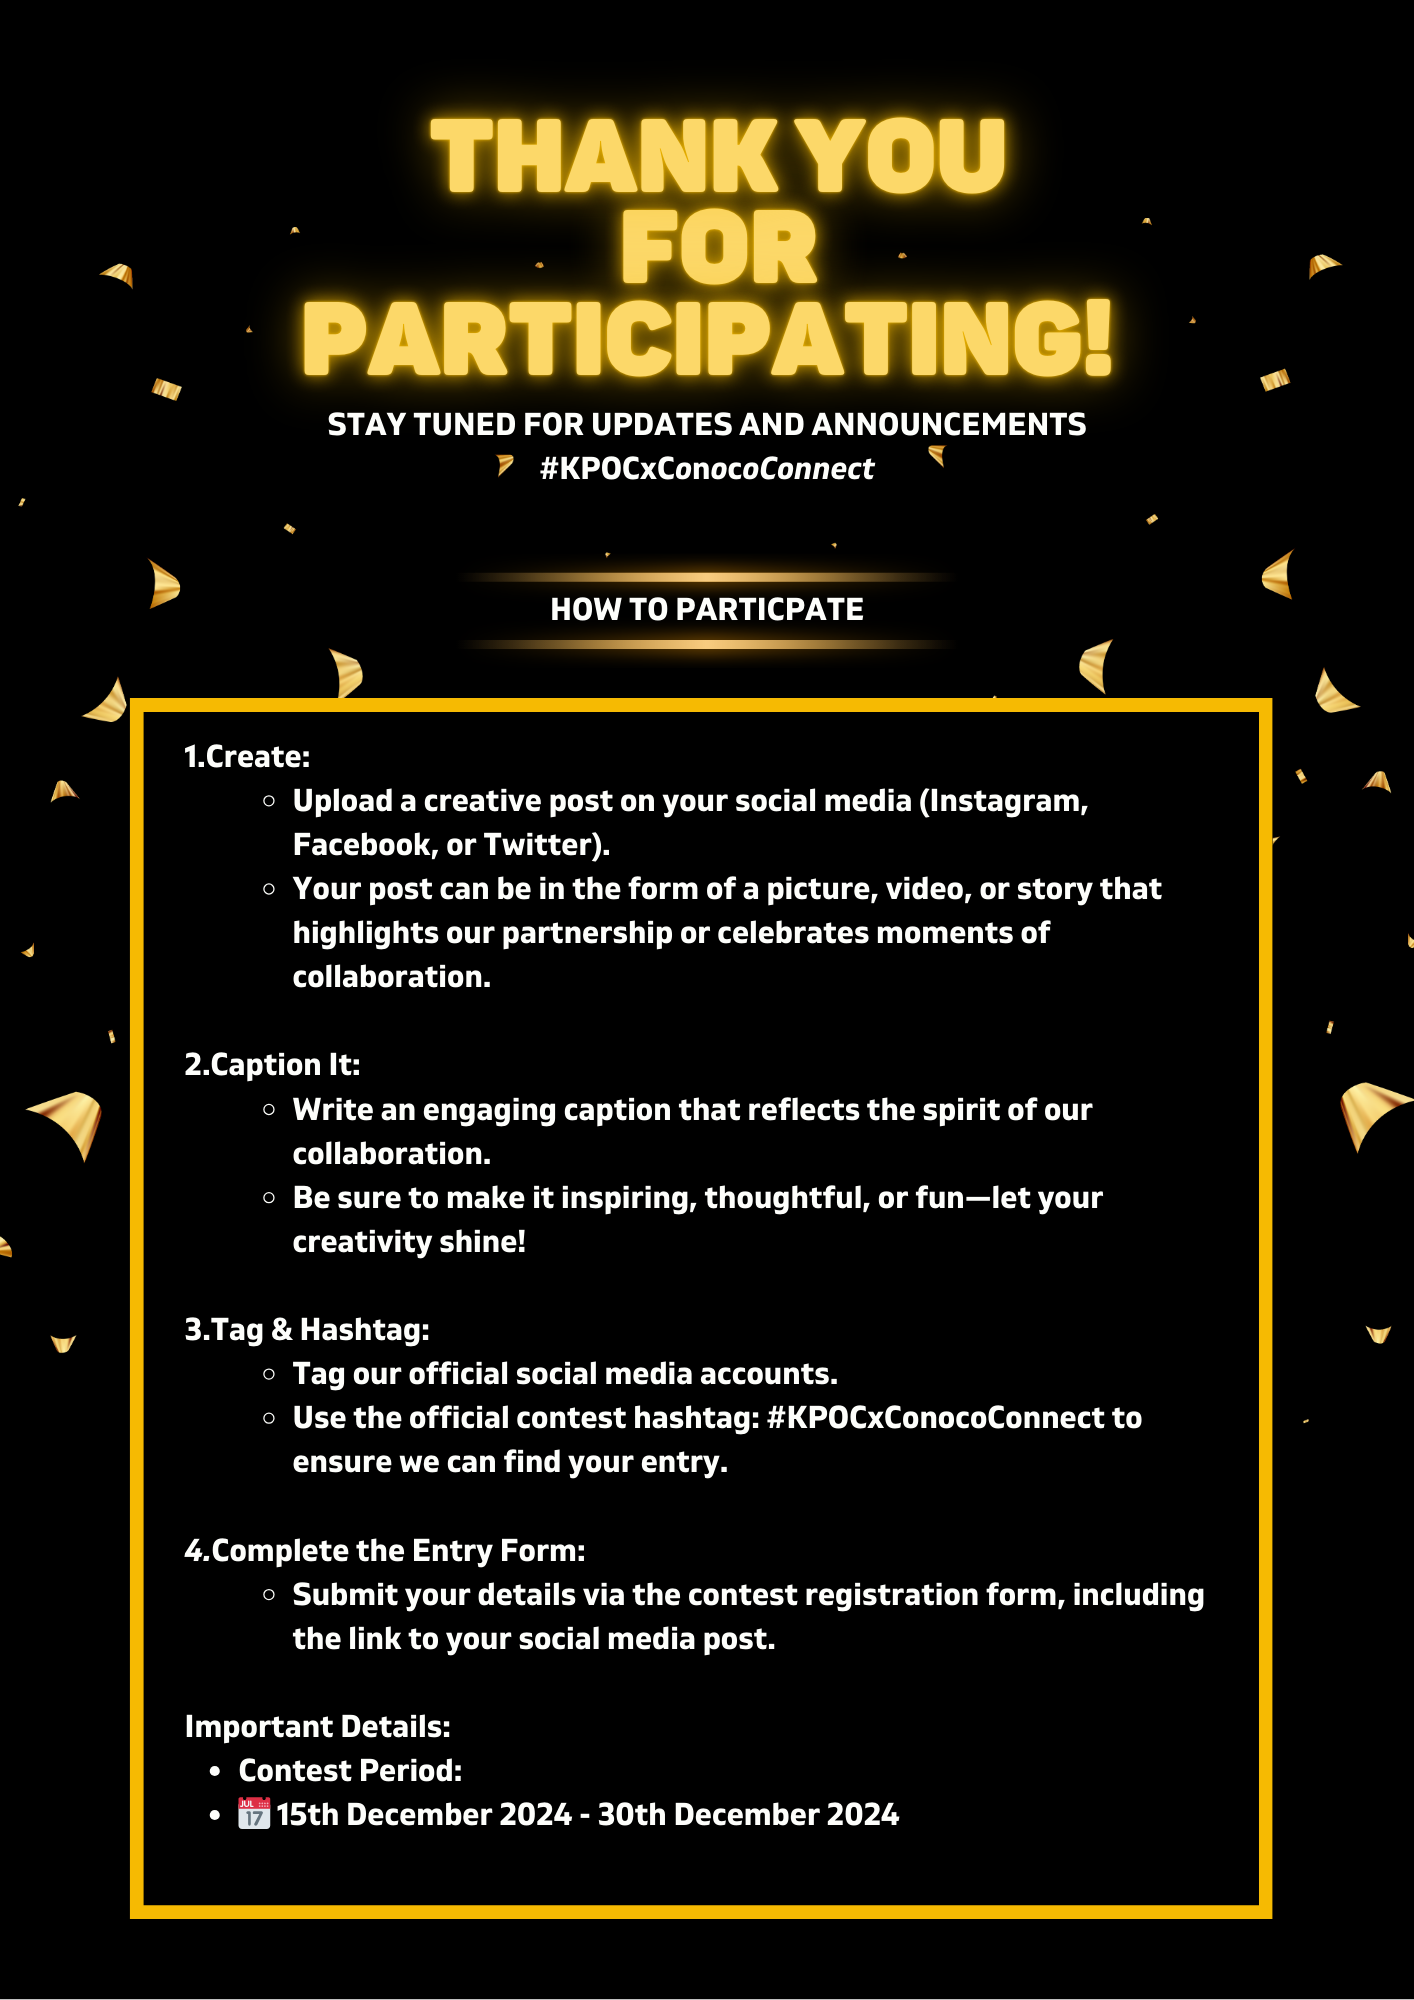 THANK YOU
FOR
PARTICIPATING!
STAY TUNED FOR UPDATES AND ANNOUNCEMENTS
#KPOCxConocoConnect
HOW TO PARTICPATE
1.Create:
◦ Upload a creative post on your social media (Instagram,
Facebook, or Twitter).
◦ Your post can be in the form of a picture, video, or story that
highlights our partnership or celebrates moments of
collaboration.
2.Caption It:
◦ Write an engaging caption that reflects the spirit of our
collaboration.
◦ Be sure to make it inspiring, thoughtful, or fun—let your
creativity shine!
3.Tag & Hashtag:
◦ Tag our official social media accounts.
◦ Use the official contest hashtag: #KPOCxConocoConnect to
ensure we can find your entry.
4.Complete the Entry Form:
◦ Submit your details via the contest registration form, including
the link to your social media post.
Important Details:
• Contest Period:
• 📅 15th December 2024 - 30th December 2024